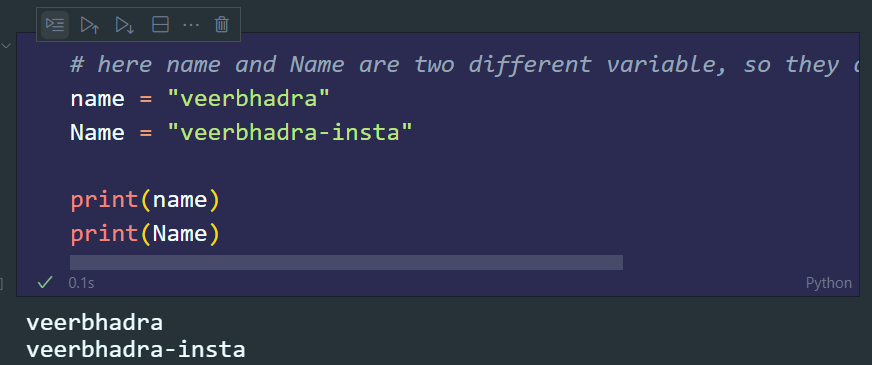 # here name and Name are two different variable, so they
name = "veerbhadra"
Name = "veerbhadra-insta"
print(name)
print(Name)
0.1s
Python
veerbhadra
veerbhadra-insta